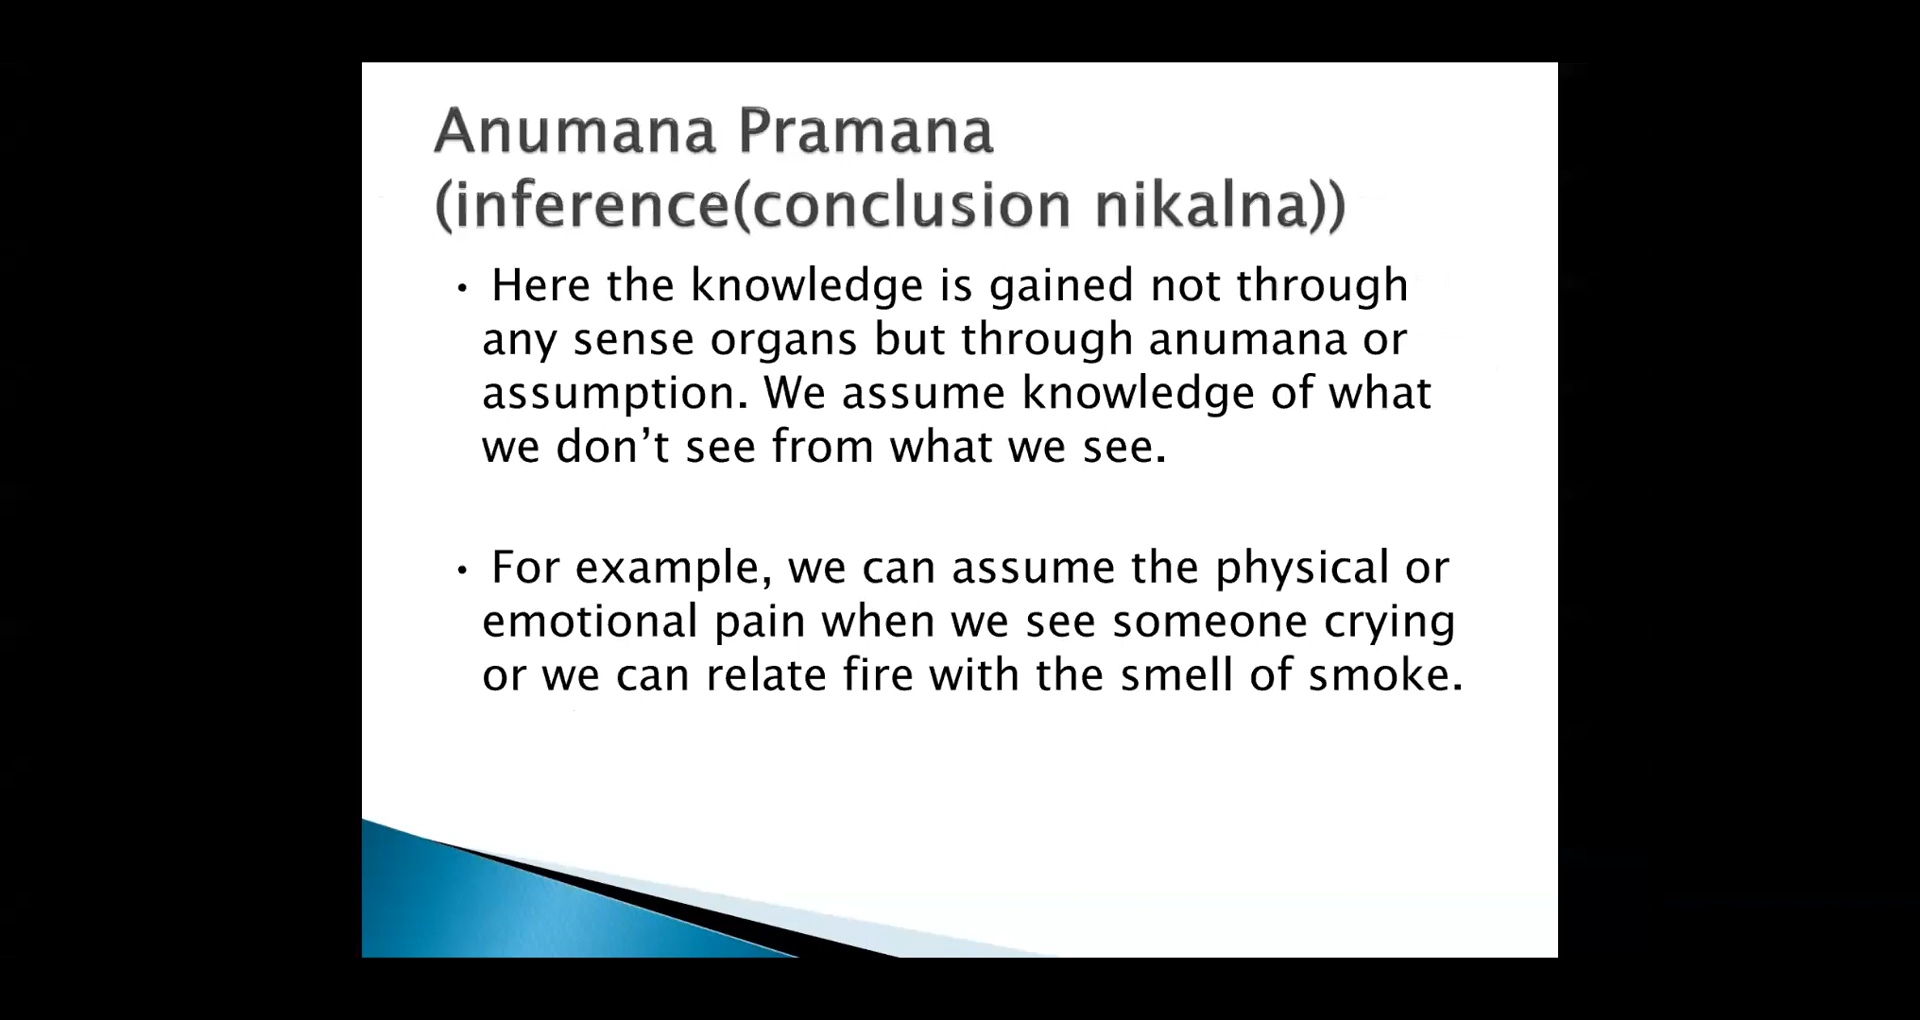 Anumana Pramana
(inference(conclusion nikalna))
• Here the knowledge is gained not through
any sense organs but through anumana or
assumption. We assume knowledge of what
we don’t see from what we see.
• For example, we can assume the physical or
emotional pain when we see someone crying
or we can relate fire with the smell of smoke.